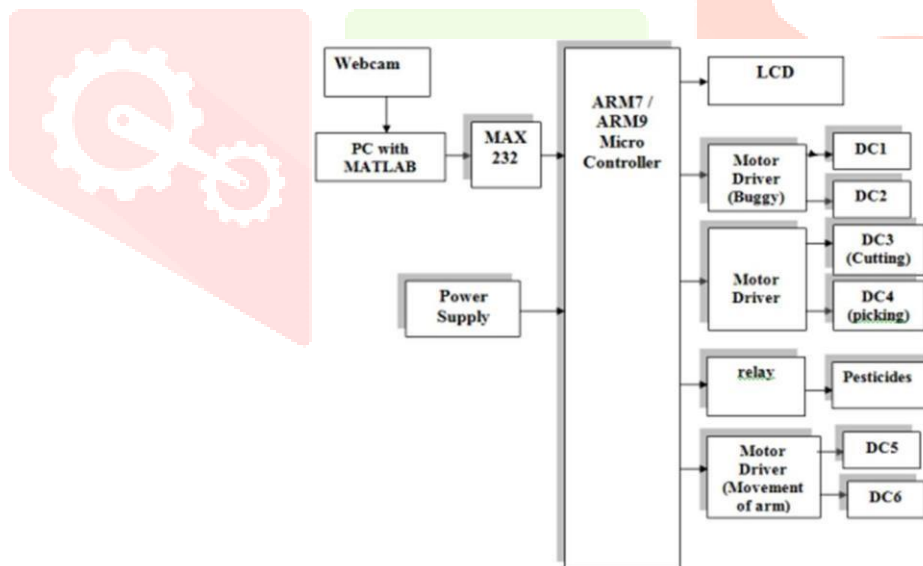 Webcam
PC with
MATLAB
MAX
232
Power
Supply
ARM7 /
ARM9
Micro
Controller
LCD
Motor
Driver
(Buggy)
DC1
DC2
Motor
Driver
DC3
(Cutting)
DC4
(picking)
relay
Pesticides
Motor
Driver
(Movement
of arm)
DC5
DC6